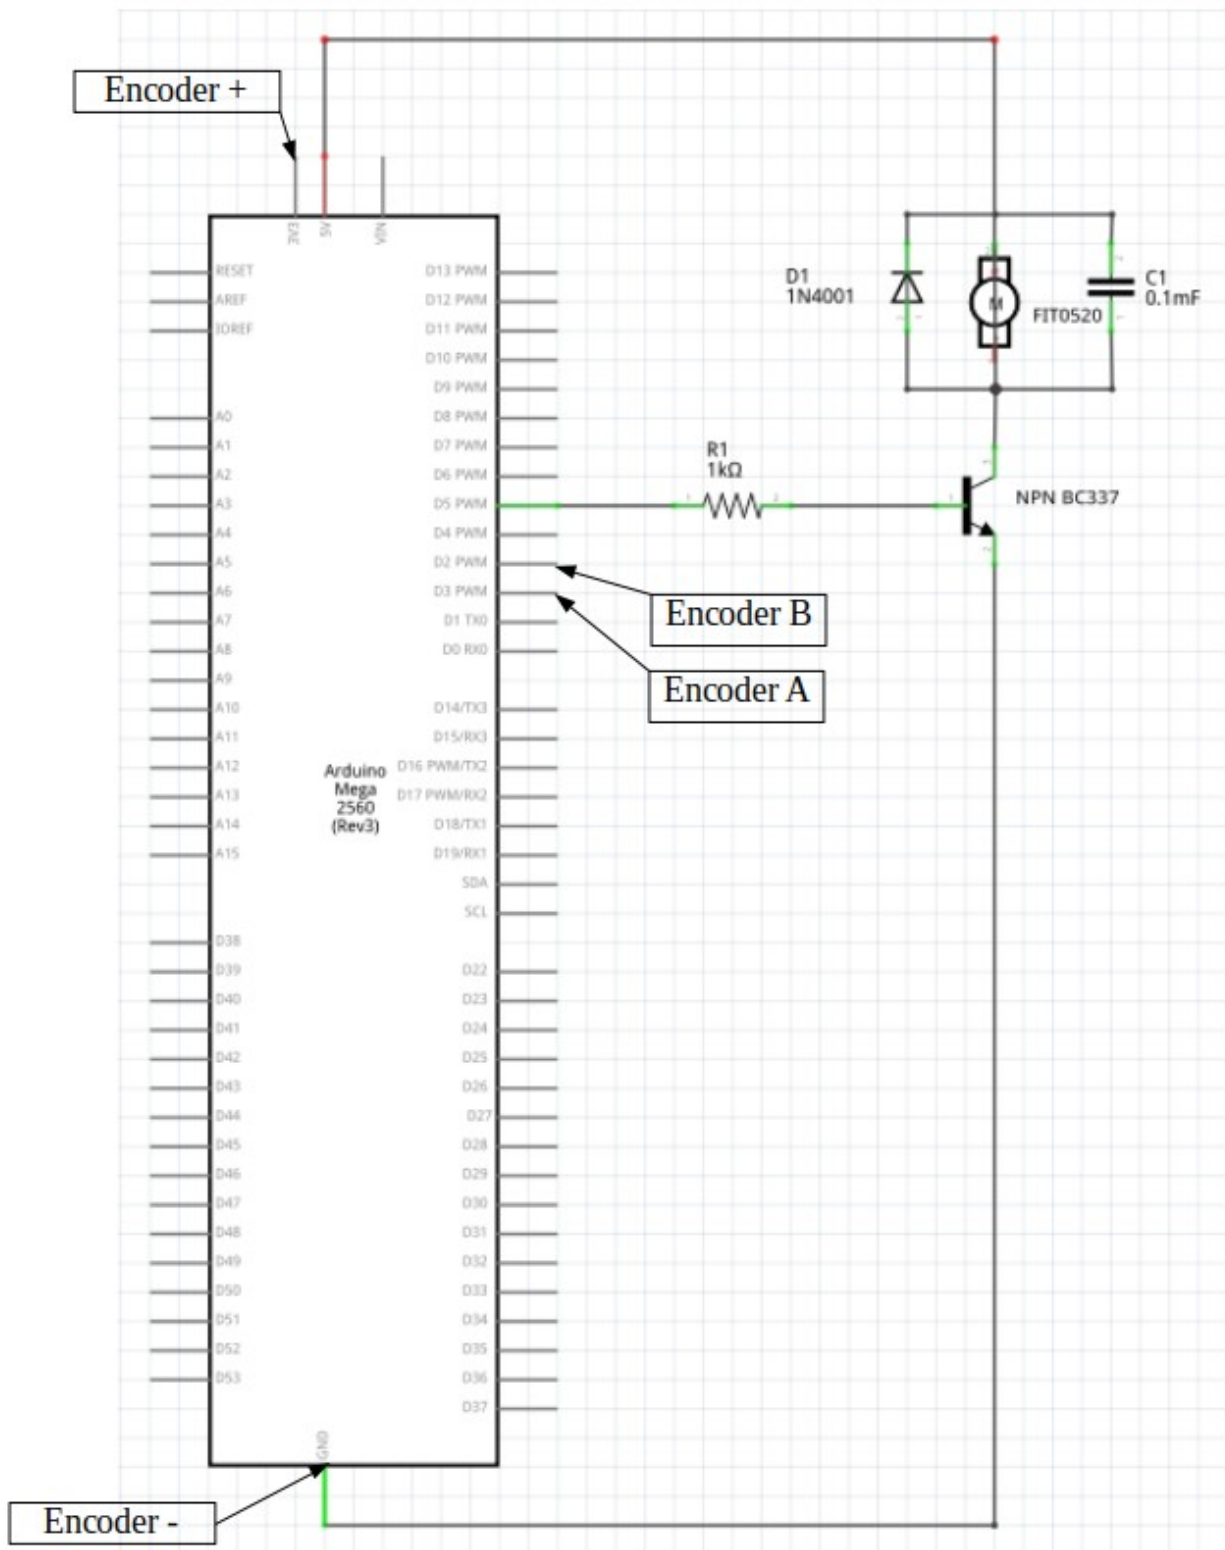 Encoder +
3V3
5V
VIN
RESET
AREF
IOREF
A0
A1
A2
A3
A4
A5
A6
A7
A8
A9
A10
A11
A12
A13
A14
A15
D38
D39
D40
D41
D42
D43
D44
D45
D46
D47
D48
D49
D50
D51
D52
D53
D13 PWM
D12 PWM
D11 PWM
D10 PWM
D9 PWM
D8 PWM
D7 PWM
D6 PWM
D5 PWM
D4 PWM
D2 PWM
D3 PWM
D1 TX0
D0 RX0
D14/TX3
D15/RX3
D16 PWM/TX2
D17 PWM/RX2
D18/TX1
D19/RX1
SDA
SCL
D22
D23
D24
D25
D26
D27
D28
D29
D30
D31
D32
D33
D34
D35
D36
D37
Arduino
Mega
2560
(Rev3)
GND
Encoder -
R1
1kΩ
Encoder B
Encoder A
D1
1N4001
M
FIT0520
C1
0.1mF
NPN BC337